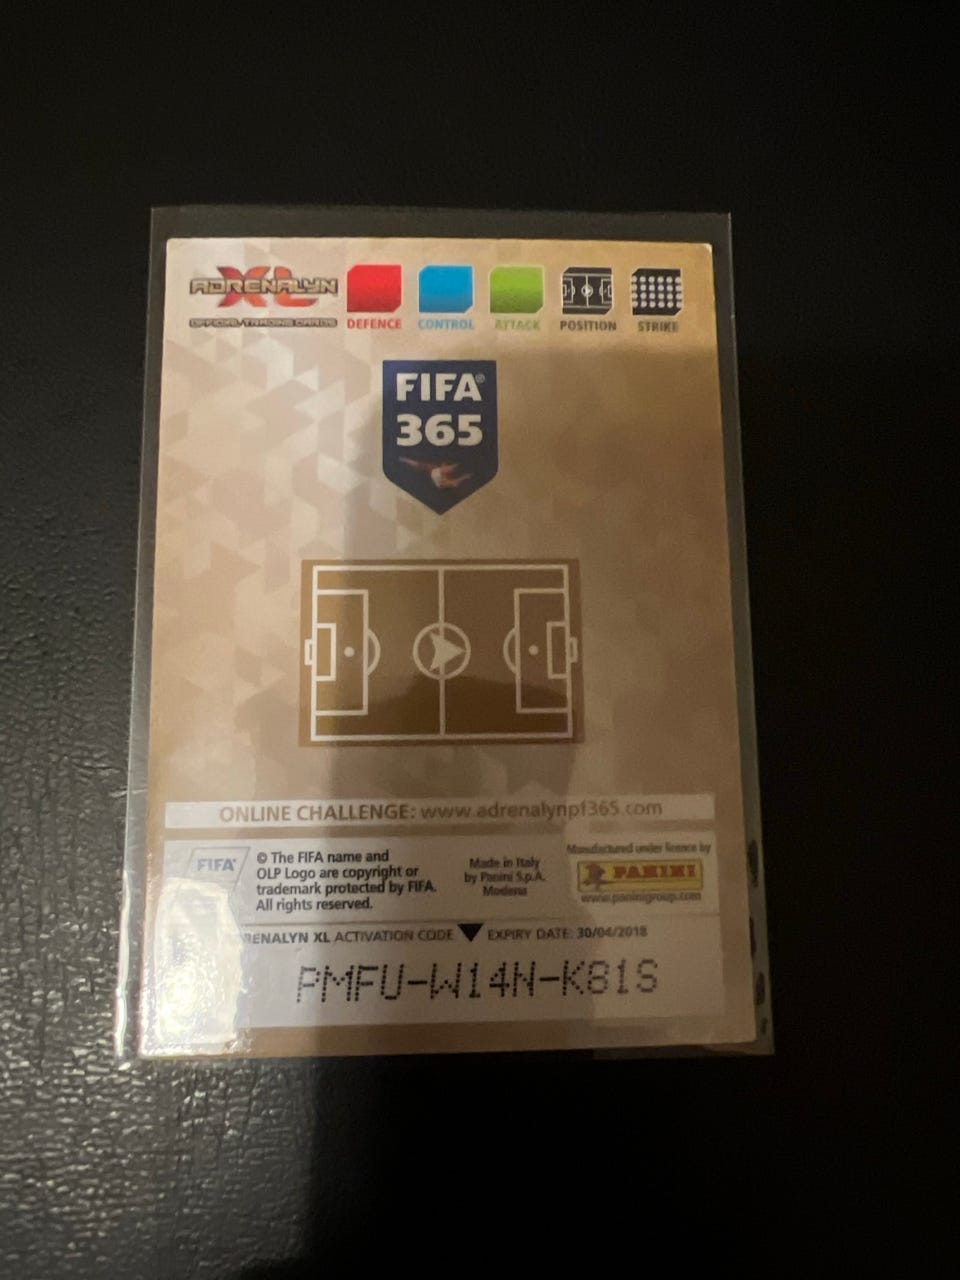 ADRENALYN XL
OFFICIAL TRADING CARDS
DEFENCE
CONTROL
ATTACK
POSITION
STRIKE
FIFA®
365
ONLINE CHALLENGE: www.adrenalynpf365.com
FIFA®
© The FIFA name and
OLP Logo are copyright or
trademark protected by FIFA.
All rights reserved.
Made in Italy
by Panini S.p.A.
Modena
Manufactured under licence by
PANINI
www.paninigroup.com
RENALYN XL ACTIVATION CODE EXPIRY DATE: 30/04/2018
PMFU-W14N-K81S